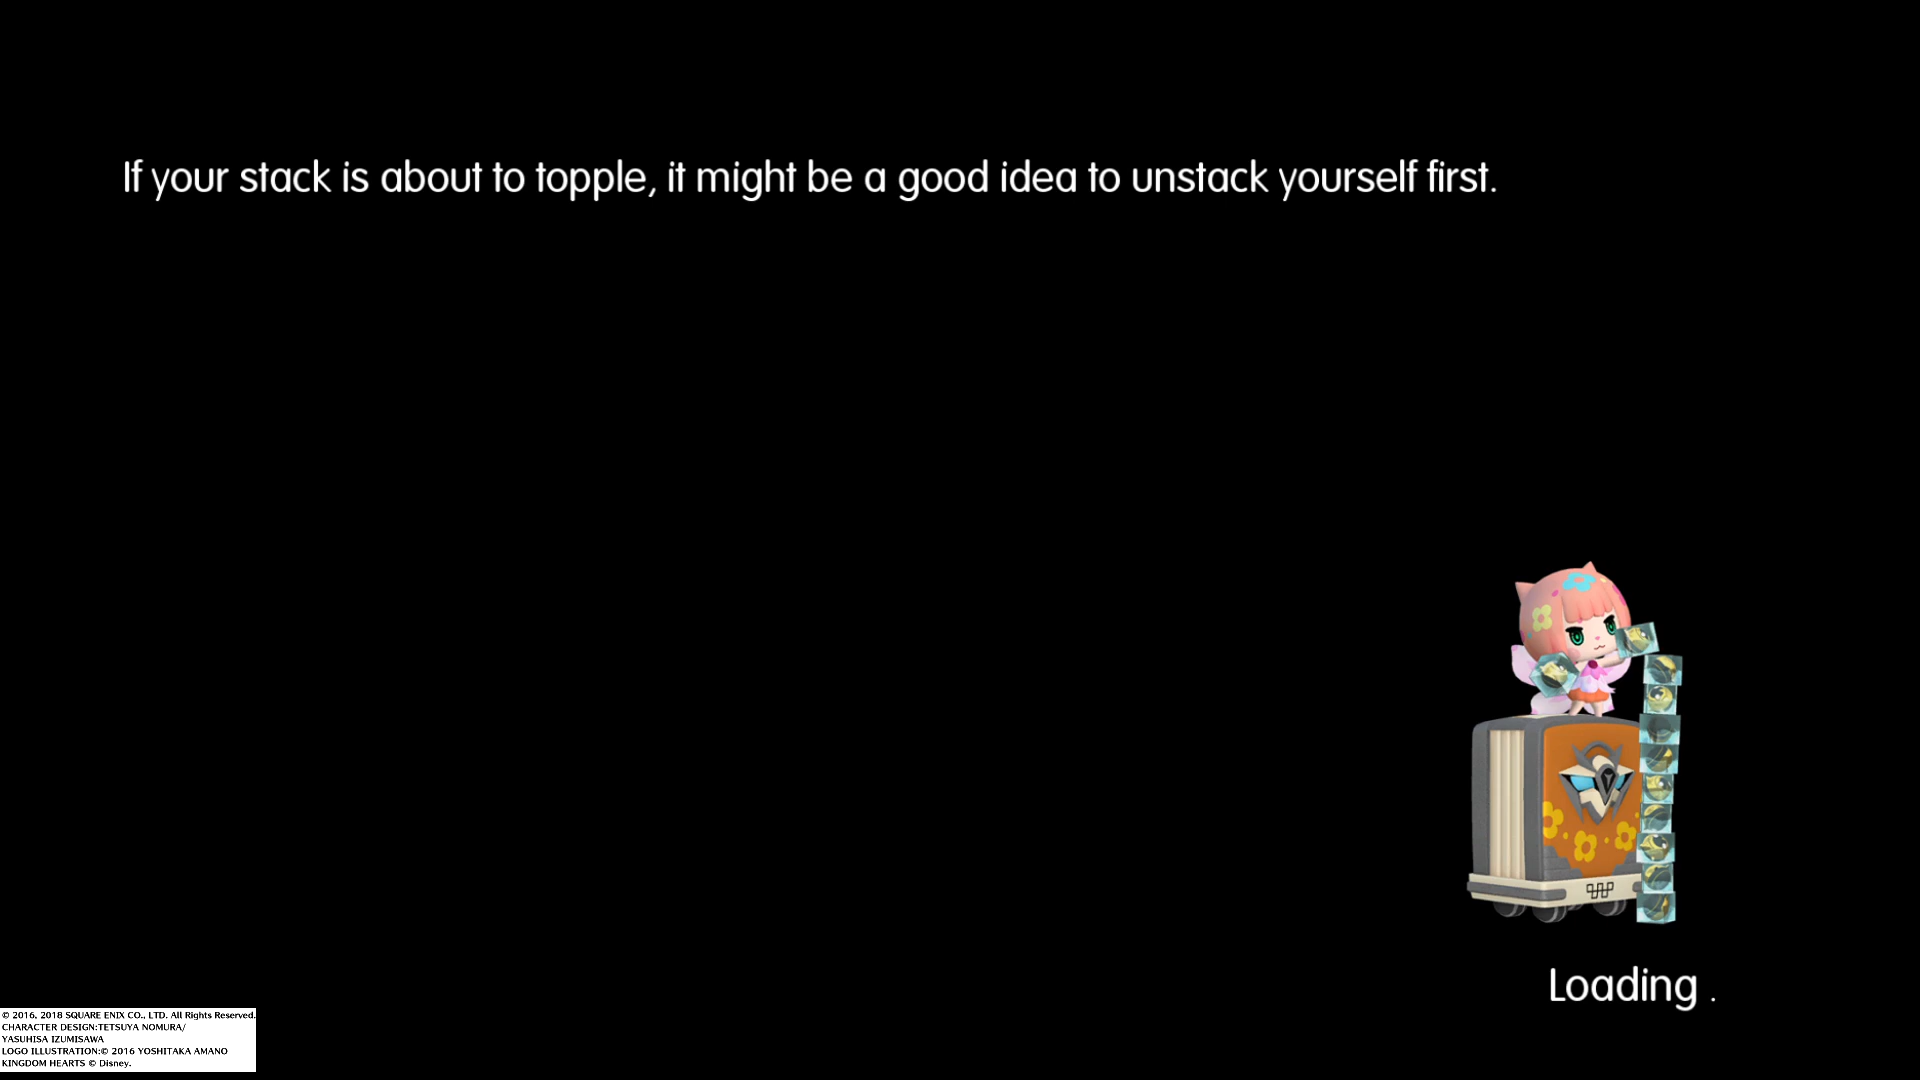 If your stack is about to topple, it might be a good idea to unstack yourself first.
Loading .
© 2016, 2018 SQUARE ENIX CO., LTD. All Rights Reserved.
CHARACTER DESIGN:TETSUYA NOMURA/
YASUHISA IZUMISAWA
LOGO ILLUSTRATION:© 2016 YOSHITAKA AMANO
KINGDOM HEARTS © Disney.